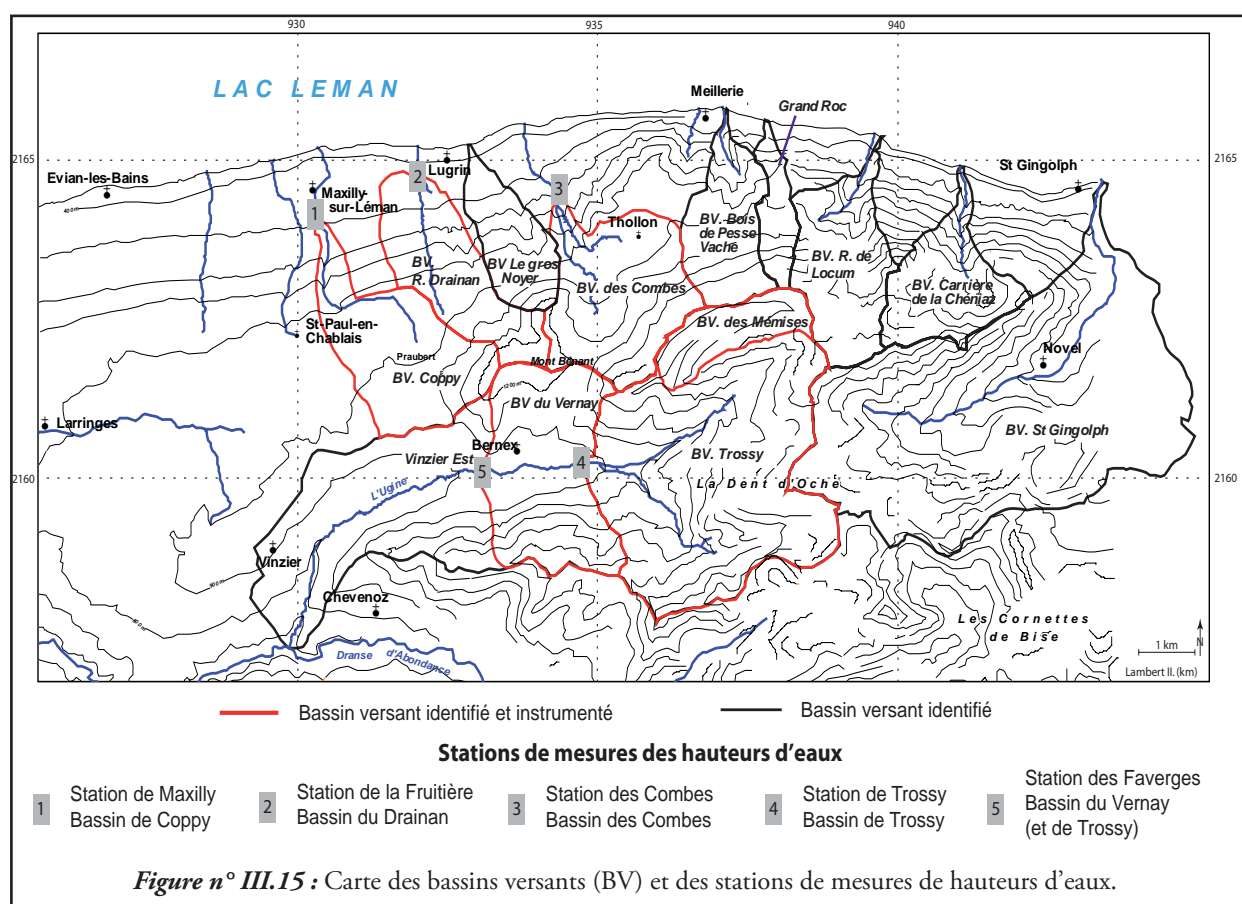 930
935
940
LAC LEMAN
Meillerie
Grand Roc
2165
2165
Evian-les-Bains
Lugrin
St Gingolph
2
3
Maxilly-
sur-Léman
1
400m
Thollon
BV. Bois
de Pesse
Vache
BV.
R. Drainan
BV Le gros
Noyer
BV. des Combes
BV. R. de
Locum
BV. Carrière
de la Chéniaz
St-Paul-en-
Chablais
BV. des Mémises
Novel
Praubert
Mont Bénant
BV. Coppy
1200m
BV du Vernay
Larringes
BV. St Gingolph
Bernex
Vinzier Est
BV. Trossy
4
5
2160
2160
La Dent d'Oche
L'Ugine
Vinzier
800m
Chevenoz
Les Cornettes
de Bise
Dranse d'Abondance
N
1 km
Lambert II. (km)
Bassin versant identifié et instrumenté
Bassin versant identifié
Stations de mesures des hauteurs d'eaux
1 Station de Maxilly
Bassin de Coppy
2 Station de la Fruitière
Bassin du Drainan
3 Station des Combes
Bassin des Combes
4 Station de Trossy
Bassin de Trossy
5 Station des Faverges
Bassin du Vernay
(et de Trossy)
Figure n° III.15 : Carte des bassins versants (BV) et des stations de mesures de hauteurs d'eaux.